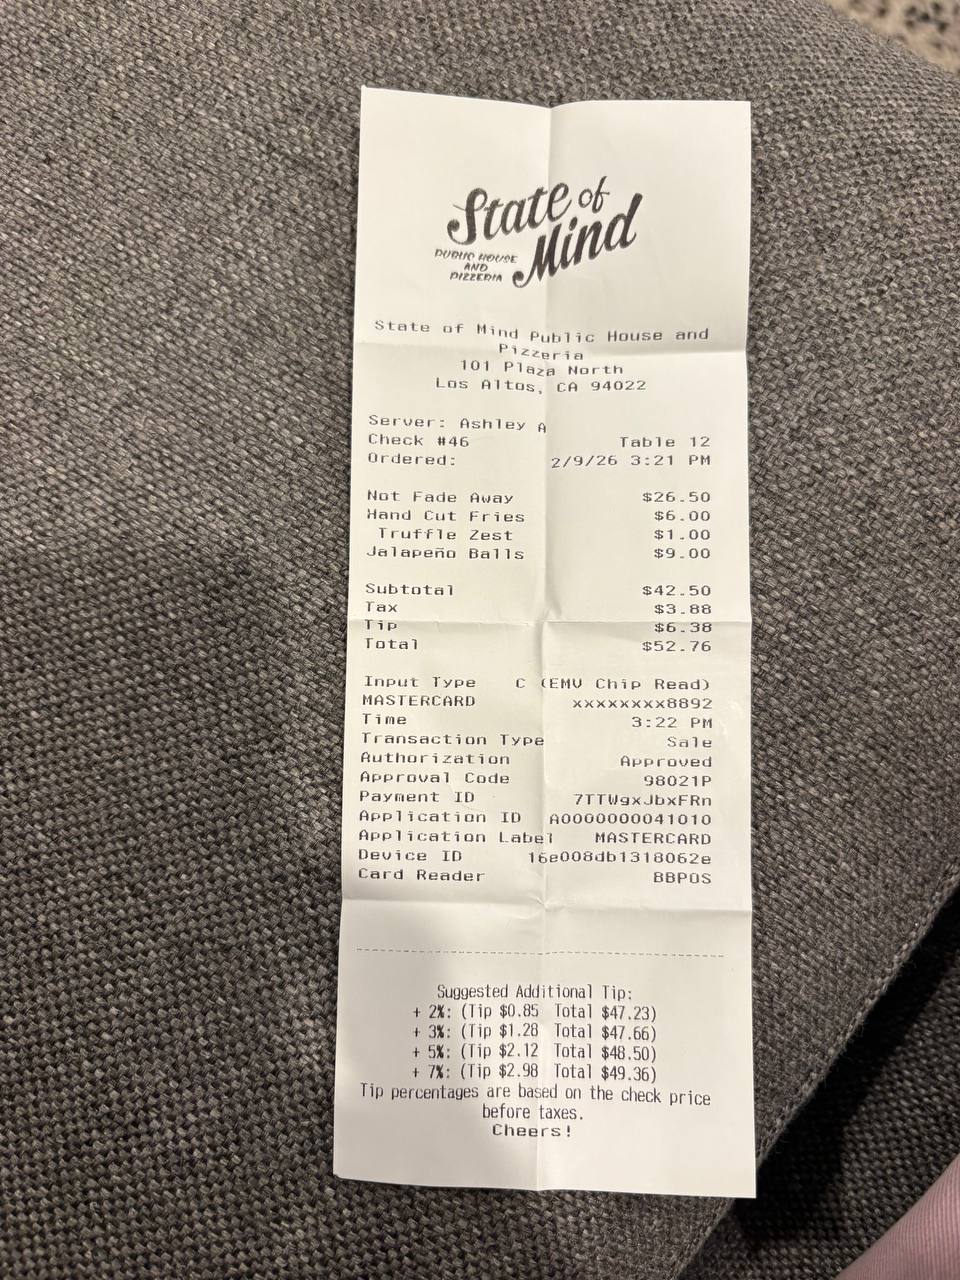 State of
Mind
PUBLIC HOUSE
AND
PIZZERIA
State of Mind Public House and
Pizzeria
101 Plaza North
Los Altos, CA 94022
Server: Ashley A
Check #46 Table 12
Ordered: 2/9/26 3:21 PM
Not Fade Away $26.50
Hand Cut Fries $6.00
Truffle Zest $1.00
Jalapeño Balls $9.00
Subtotal $42.50
Tax $3.88
Tip $6.38
Total $52.76
Input Type C (EMV Chip Read)
MASTERCARD xxxxxxxx8892
Time 3:22 PM
Transaction Type Sale
Authorization Approved
Approval Code 98021P
Payment ID 7TTWgxJbxFRn
Application ID A0000000041010
Application Label MASTERCARD
Device ID 16e008db1318062e
Card Reader BBPOS
Suggested Additional Tip:
+ 2%: (Tip $0.85 Total $47.23)
+ 3%: (Tip $1.28 Total $47.66)
+ 5%: (Tip $2.12 Total $48.50)
+ 7%: (Tip $2.98 Total $49.36)
Tip percentages are based on the check price
before taxes.
Cheers!